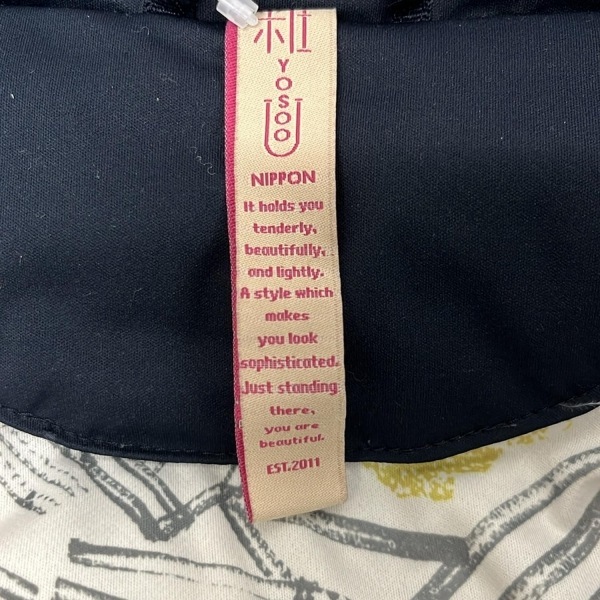 YOSOO
NIPPON
It holds you
tenderly,
beautifully,
and lightly.
A style which
makes
you look
sophisticated.
Just standing
there,
you are
beautiful.
EST.2011